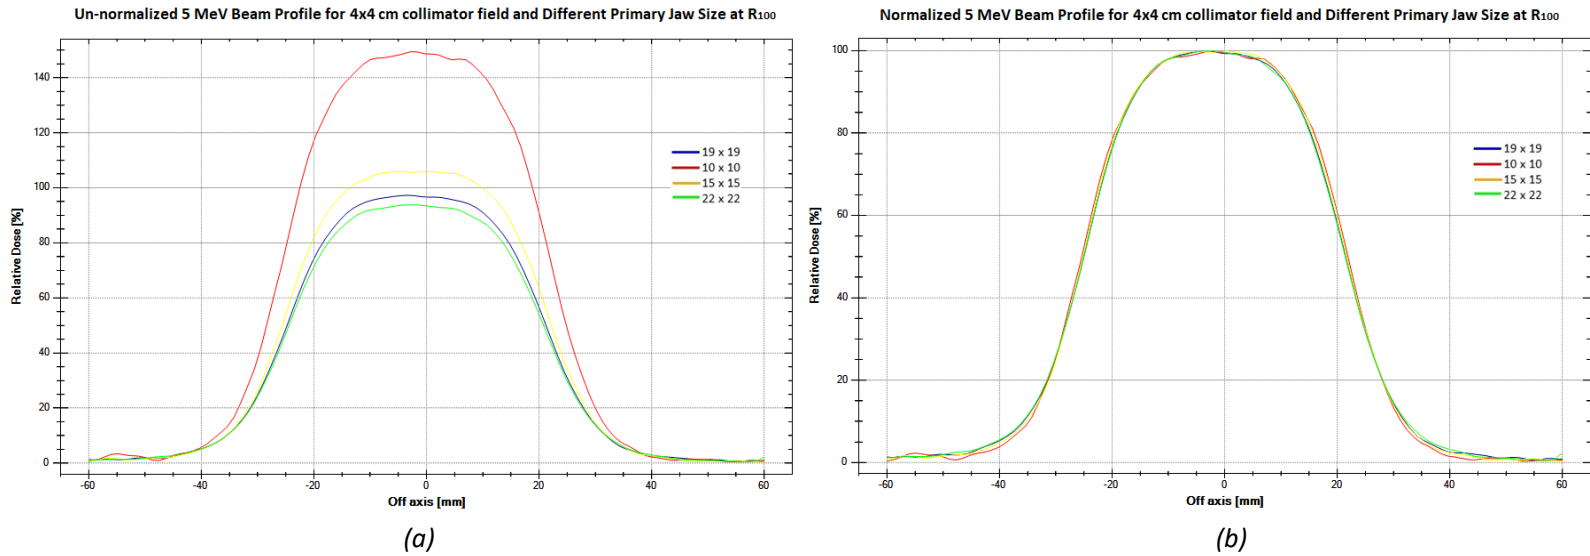 Un-normalized 5 MeV Beam Profile for 4x4 cm collimator field and Different Primary Jaw Size at R100
140
120
100
80
60
40
20
0
Relative Dose [%]
19 x 19
10 x 10
15 x 15
22 x 22
-60
-40
-20
0
20
40
60
Off axis [mm]
(a)
Normalized 5 MeV Beam Profile for 4x4 cm collimator field and Different Primary Jaw Size at R100
100
80
60
40
20
0
Relative Dose [%]
19 x 19
10 x 10
15 x 15
22 x 22
-60
-40
-20
0
20
40
60
Off axis [mm]
(b)